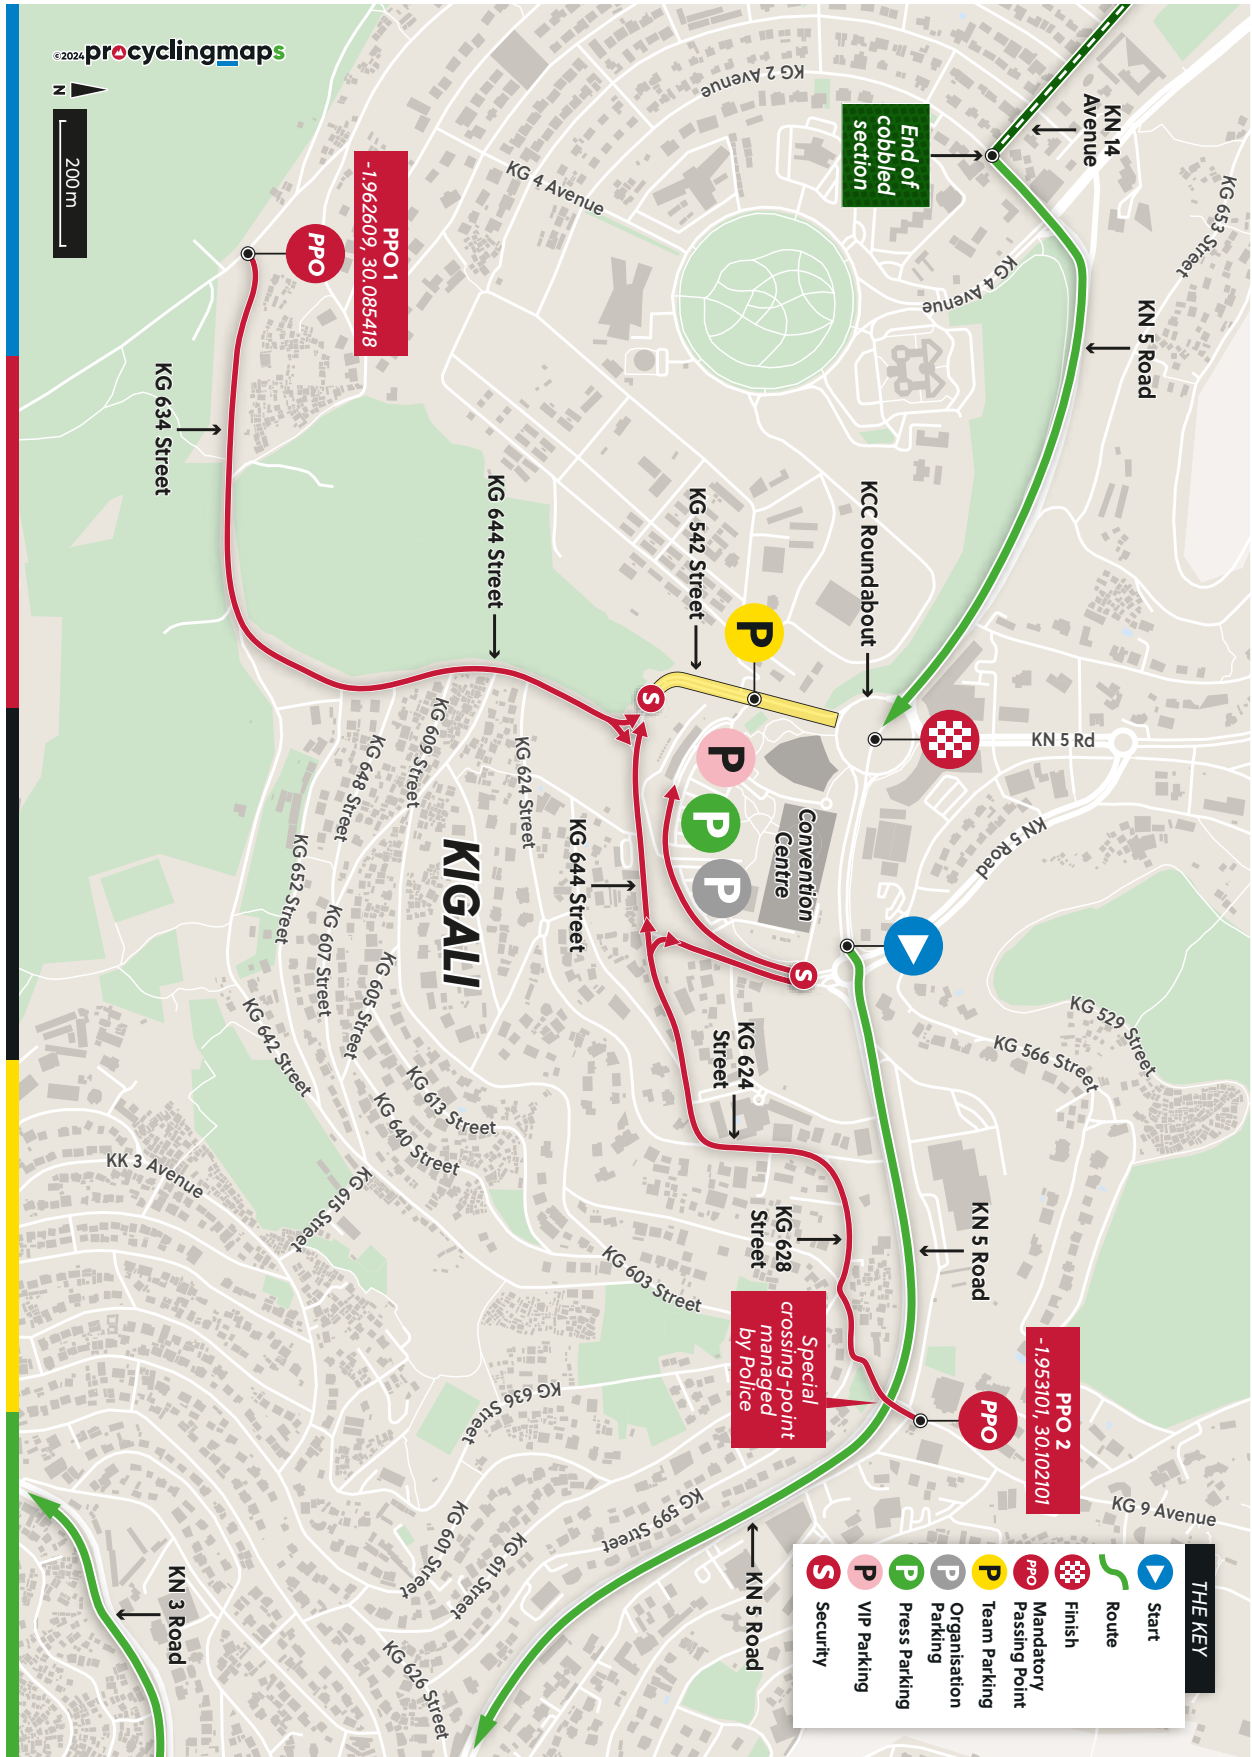 ©2024 procyclingmaps
N
200 m
KN 14
Avenue
KG 653 Street
KG 2 Avenue
End of
cobbled
section
KG 4 Avenue
KG 4 Avenue
PPO 1
-1.962609, 30.085418
PPO
KN 5 Road
KG 634 Street
KG 644 Street
KG 542 Street
KCC Roundabout
P
S
KN 5 Rd
P
P
P
Convention
Centre
KN 5 Road
KG 609 Street
KG 648 Street
KG 624 Street
KG 644 Street
KIGALI
KG 652 Street
KG 607 Street
KG 605 Street
KG 642 Street
S
KG 529 Street
KG 566 Street
KG 624
Street
KG 613 Street
KG 640 Street
KK 3 Avenue
KG 615 Street
KG 628
Street
KN 5 Road
KG 603 Street
Special
crossing-point
managed
by Police
PPO 2
-1.953101, 30.102101
PPO
KG 636 Street
KG 9 Avenue
KG 599 Street
KG 601 Street
KG 611 Street
KN 5 Road
KN 3 Road
KG 626 Street
THE KEY
Start
Route
Finish
PPO Mandatory
Passing Point
P Team Parking
P Organisation
Parking
P Press Parking
P VIP Parking
S Security